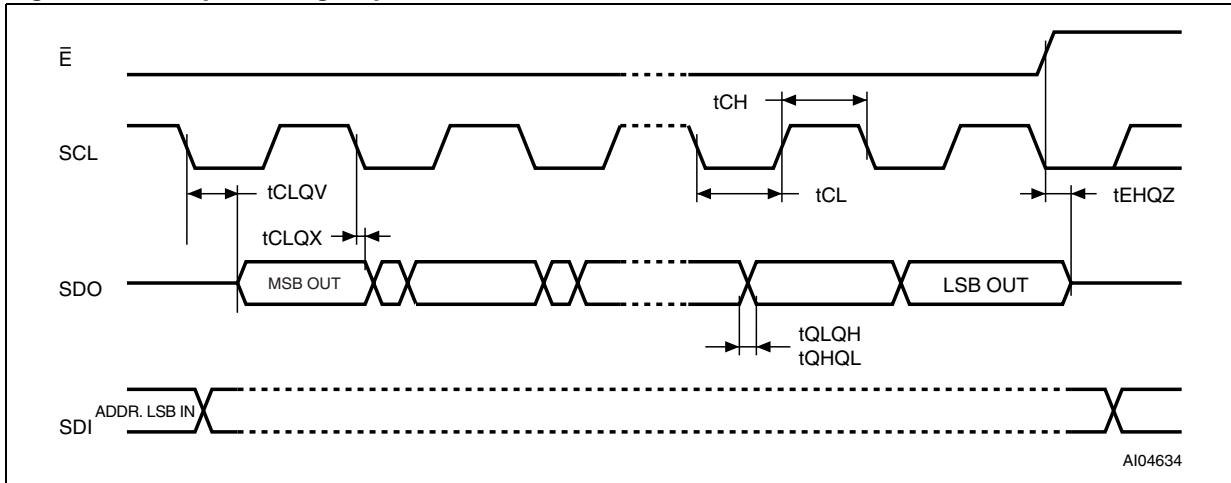 Ē
tCH
SCL
tCLQV
tCL
tEHQZ
tCLQX
SDO
MSB OUT
LSB OUT
tQLQH
tQHQL
ADDR. LSB IN
SDI
AI04634